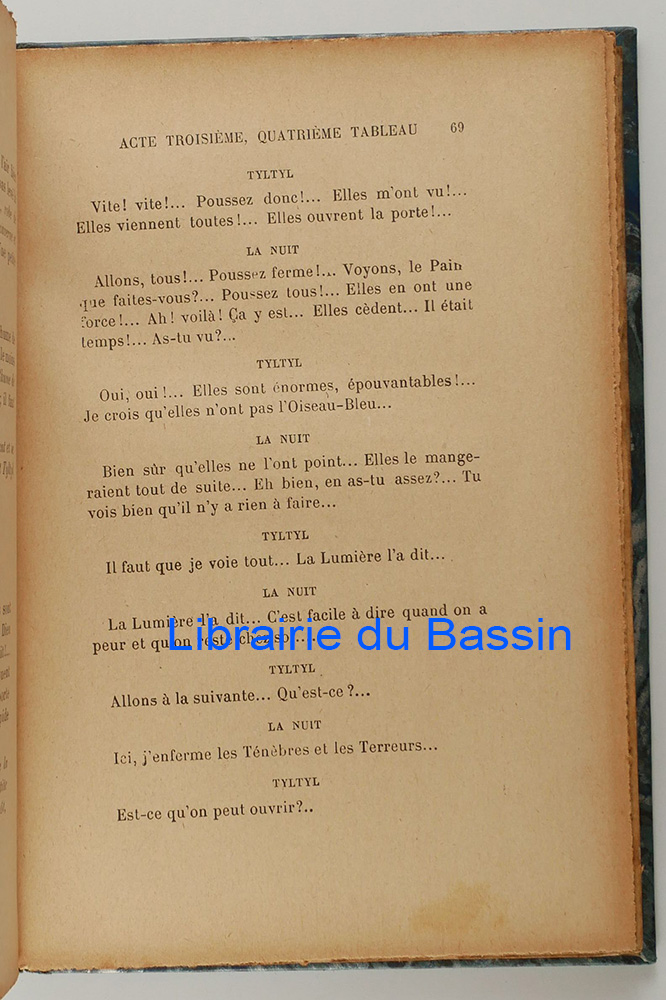 ACTE TROISIÈME, QUATRIÈME TABLEAU 69
TYLTYL
Vite! vite!... Poussez donc!... Elles m'ont vu!...
Elles viennent toutes!... Elles ouvrent la porte!...
LA NUIT
Allons, tous!... Poussez ferme!... Voyons, le Pain
que faites-vous?... Poussez tous!... Elles en ont une
force!... Ah! voilà! Ça y est... Elles cèdent... Il était
temps!... As-tu vu?...
TYLTYL
Oui, oui!... Elles sont énormes, épouvantables!...
Je crois qu'elles n'ont pas l'Oiseau-Bleu...
LA NUIT
Bien sûr qu'elles ne l'ont point... Elles le mange-
raient tout de suite... Eh bien, en as-tu assez?... Tu
vois bien qu'il n'y a rien à faire...
TYLTYL
Il faut que je voie tout... La Lumière l'a dit...
LA NUIT
La Lumière l'a dit... C'est facile à dire quand on a
peur et qu'on reste chez soi...
Librairie du Bassin
TYLTYL
Allons à la suivante... Qu'est-ce?...
LA NUIT
Ici, j'enferme les Ténèbres et les Terreurs...
TYLTYL
Est-ce qu'on peut ouvrir?..